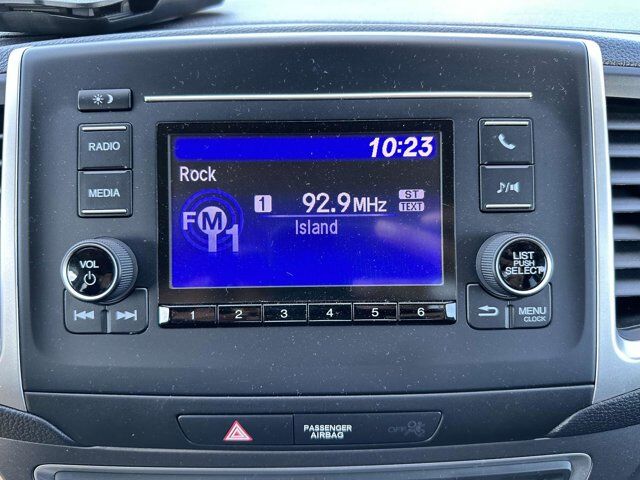 10:23
RADIO
Rock
MEDIA
1 92.9MHz ST
TEXT
FM1
Island
VOL
LIST
PUSH
SELECT
1 2 3 4 5 6
MENU
CLOCK
PASSENGER
AIRBAG
OFF